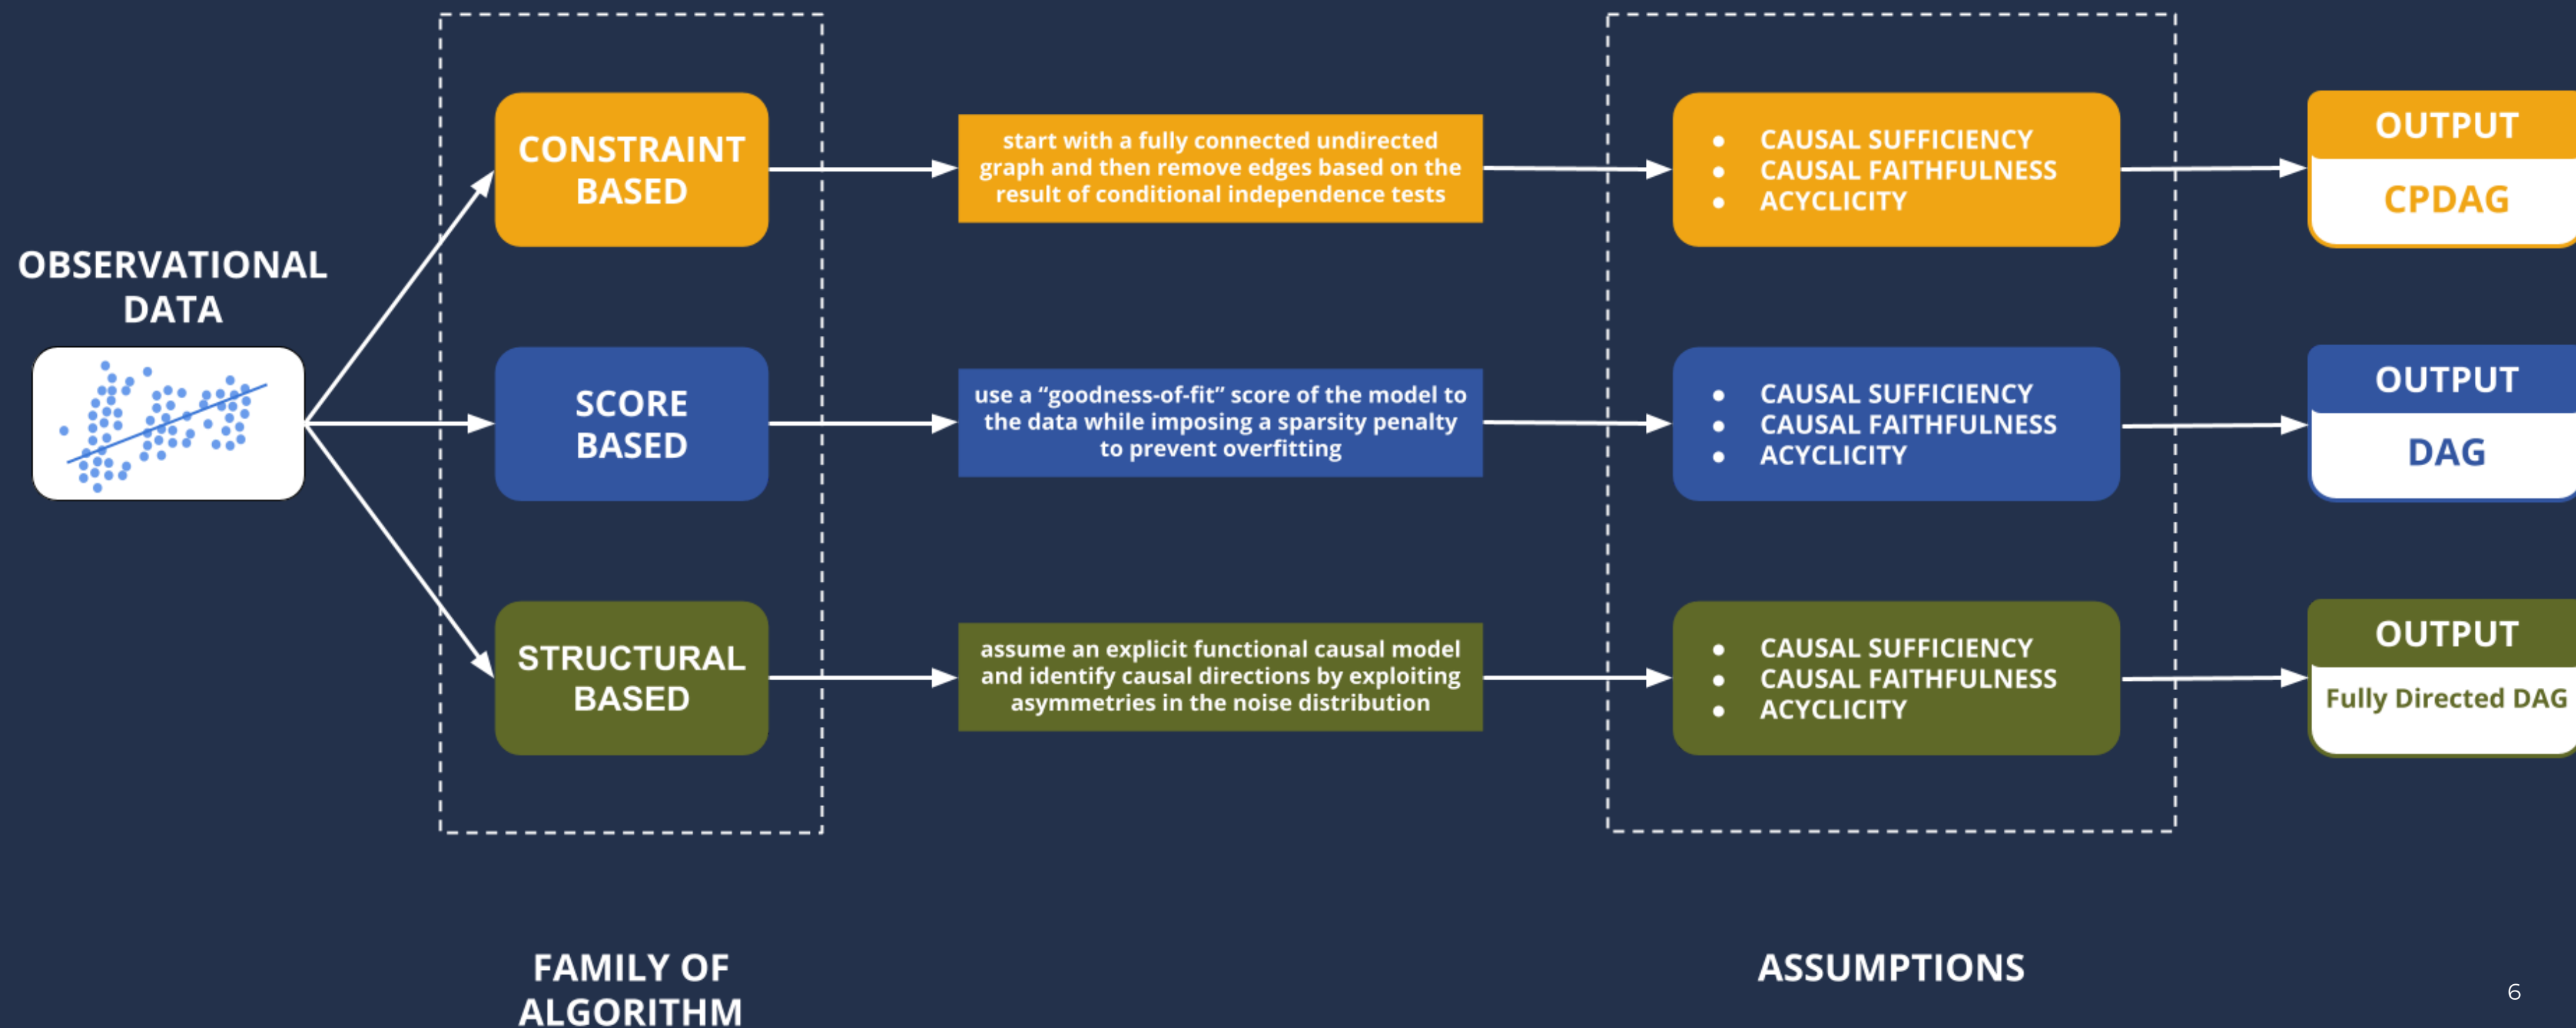 OBSERVATIONAL
DATA
CONSTRAINT
BASED
start with a fully connected undirected
graph and then remove edges based on the
result of conditional independence tests
● CAUSAL SUFFICIENCY
● CAUSAL FAITHFULNESS
● ACYCLICITY
OUTPUT
CPDAG
SCORE
BASED
use a “goodness-of-fit” score of the model to
the data while imposing a sparsity penalty
to prevent overfitting
● CAUSAL SUFFICIENCY
● CAUSAL FAITHFULNESS
● ACYCLICITY
OUTPUT
DAG
STRUCTURAL
BASED
assume an explicit functional causal model
and identify causal directions by exploiting
asymmetries in the noise distribution
● CAUSAL SUFFICIENCY
● CAUSAL FAITHFULNESS
● ACYCLICITY
OUTPUT
Fully Directed DAG
FAMILY OF
ALGORITHM
ASSUMPTIONS
6